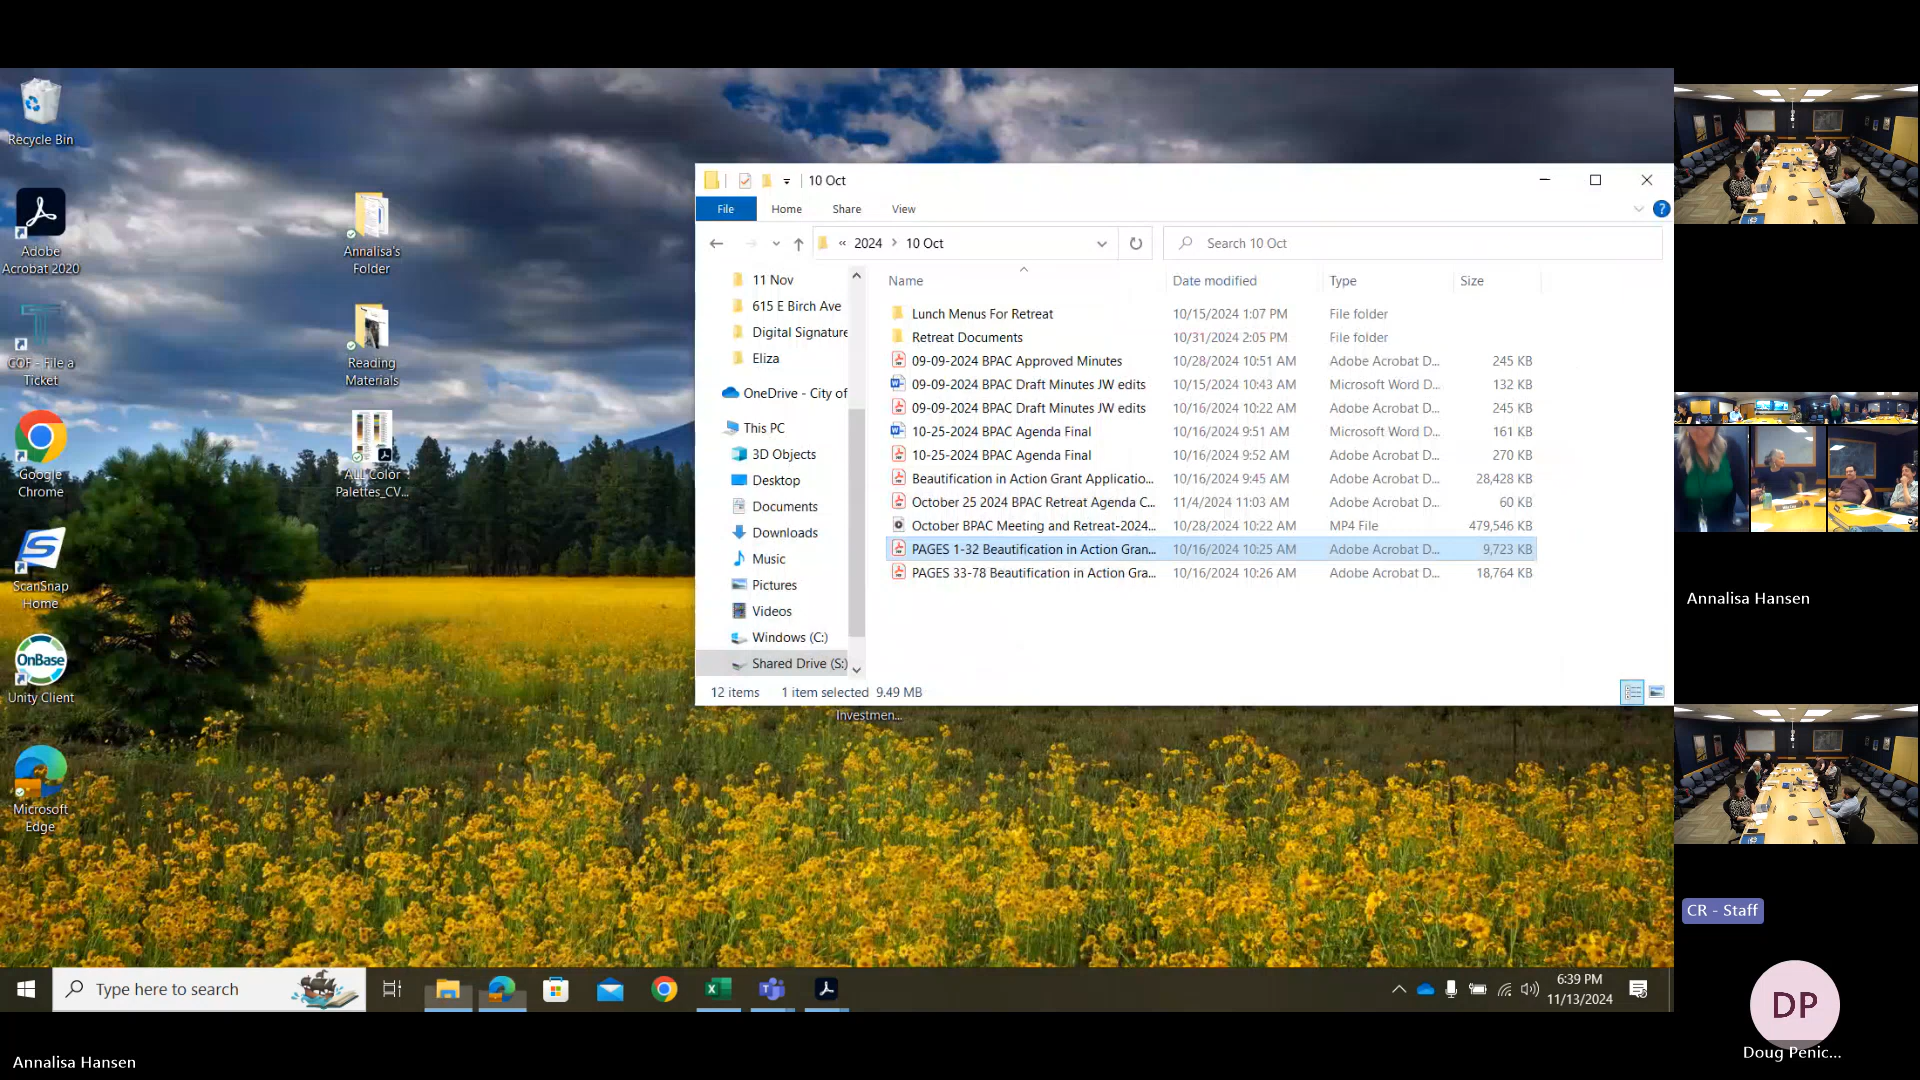 Recycle Bin
Adobe
Acrobat 2020
COF - File a
Ticket
Google
Chrome
ScanSnap
Home
OnBase
Unity Client
Microsoft
Edge
Annalisa's
Folder
Reading
Materials
ALL Color
Palettes_CV...
10 Oct
File
Home
Share
View
?
« 2024 > 10 Oct
Search 10 Oct
11 Nov
615 E Birch Ave
Digital Signature
Eliza
OneDrive - City of
This PC
3D Objects
Desktop
Documents
Downloads
Music
Pictures
Videos
Windows (C:)
Shared Drive (S:)
Name Date modified Type Size
Lunch Menus For Retreat 10/15/2024 1:07 PM File folder
Retreat Documents 10/31/2024 2:05 PM File folder
09-09-2024 BPAC Approved Minutes 10/28/2024 10:51 AM Adobe Acrobat D... 245 KB
09-09-2024 BPAC Draft Minutes JW edits 10/15/2024 10:43 AM Microsoft Word D... 132 KB
09-09-2024 BPAC Draft Minutes JW edits 10/16/2024 10:22 AM Adobe Acrobat D... 245 KB
10-25-2024 BPAC Agenda Final 10/16/2024 9:51 AM Microsoft Word D... 161 KB
10-25-2024 BPAC Agenda Final 10/16/2024 9:52 AM Adobe Acrobat D... 270 KB
Beautification in Action Grant Applicatio... 10/16/2024 9:45 AM Adobe Acrobat D... 28,428 KB
October 25 2024 BPAC Retreat Agenda C... 11/4/2024 11:03 AM Adobe Acrobat D... 60 KB
October BPAC Meeting and Retreat-2024... 10/28/2024 10:22 AM MP4 File 479,546 KB
PAGES 1-32 Beautification in Action Gran... 10/16/2024 10:25 AM Adobe Acrobat D... 9,723 KB
PAGES 33-78 Beautification in Action Gra... 10/16/2024 10:26 AM Adobe Acrobat D... 18,764 KB
12 items 1 item selected 9.49 MB
Investmen...
Type here to search
6:39 PM
11/13/2024
Annalisa Hansen
Annalisa Hansen
CR - Staff
DP
Doug Penic...